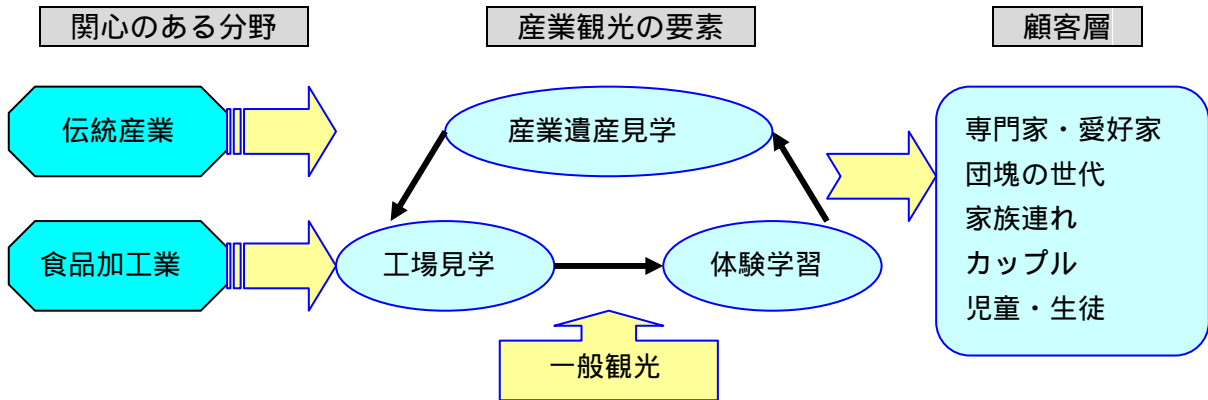 関心のある分野
産業観光の要素
顧客層
伝統産業
産業遺産見学
専門家・愛好家
団塊の世代
家族連れ
カップル
児童・生徒
食品加工業
工場見学
体験学習
一般観光